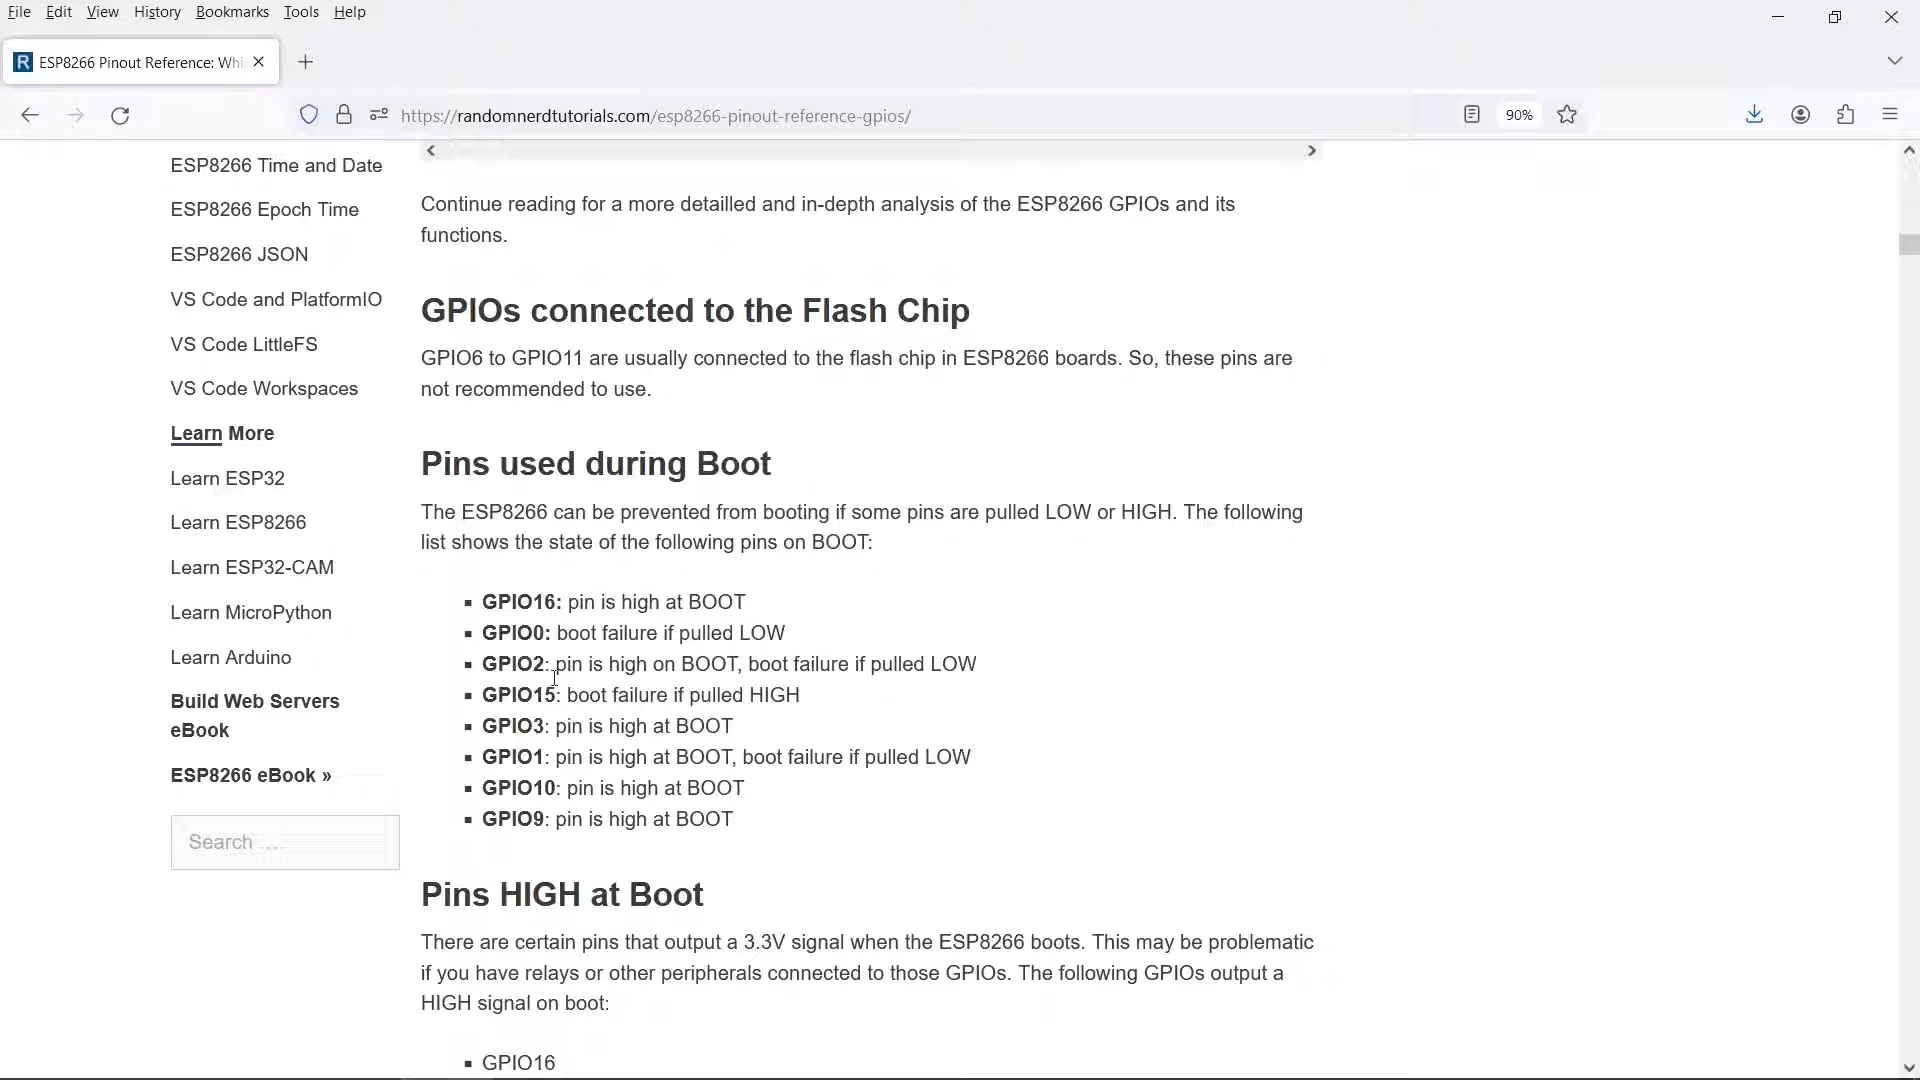 File Edit View History Bookmarks Tools Help
R ESP8266 Pinout Reference: Whi
https://randomnerdtutorials.com/esp8266-pinout-reference-gpios/ 90%
ESP8266 Time and Date
ESP8266 Epoch Time
ESP8266 JSON
VS Code and PlatformIO
VS Code LittleFS
VS Code Workspaces
Learn More
Learn ESP32
Learn ESP8266
Learn ESP32-CAM
Learn MicroPython
Learn Arduino
Build Web Servers
eBook
ESP8266 eBook »
Search ....
Continue reading for a more detailled and in-depth analysis of the ESP8266 GPIOs and its
functions.
GPIOs connected to the Flash Chip
GPIO6 to GPIO11 are usually connected to the flash chip in ESP8266 boards. So, these pins are
not recommended to use.
Pins used during Boot
The ESP8266 can be prevented from booting if some pins are pulled LOW or HIGH. The following
list shows the state of the following pins on BOOT:
▪ GPIO16: pin is high at BOOT
▪ GPIO0: boot failure if pulled LOW
▪ GPIO2: pin is high on BOOT, boot failure if pulled LOW
▪ GPIO15: boot failure if pulled HIGH
▪ GPIO3: pin is high at BOOT
▪ GPIO1: pin is high at BOOT, boot failure if pulled LOW
▪ GPIO10: pin is high at BOOT
▪ GPIO9: pin is high at BOOT
Pins HIGH at Boot
There are certain pins that output a 3.3V signal when the ESP8266 boots. This may be problematic
if you have relays or other peripherals connected to those GPIOs. The following GPIOs output a
HIGH signal on boot:
▪ GPIO16